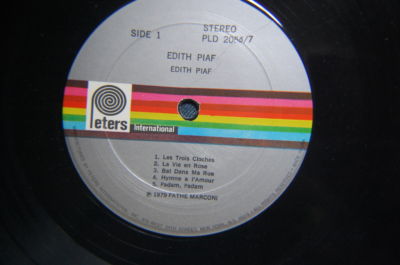 SIDE 1
STEREO
PLD 2064/7
EDITH PIAF
EDITH PIAF
Peters
International
1. Les Trois Cloches
2. La Vie en Rose
3. Bal Dans Ma Rue
4. Hymne a l'Amour
5. Padam, Padam
℗ 1979 PATHE MARCONI